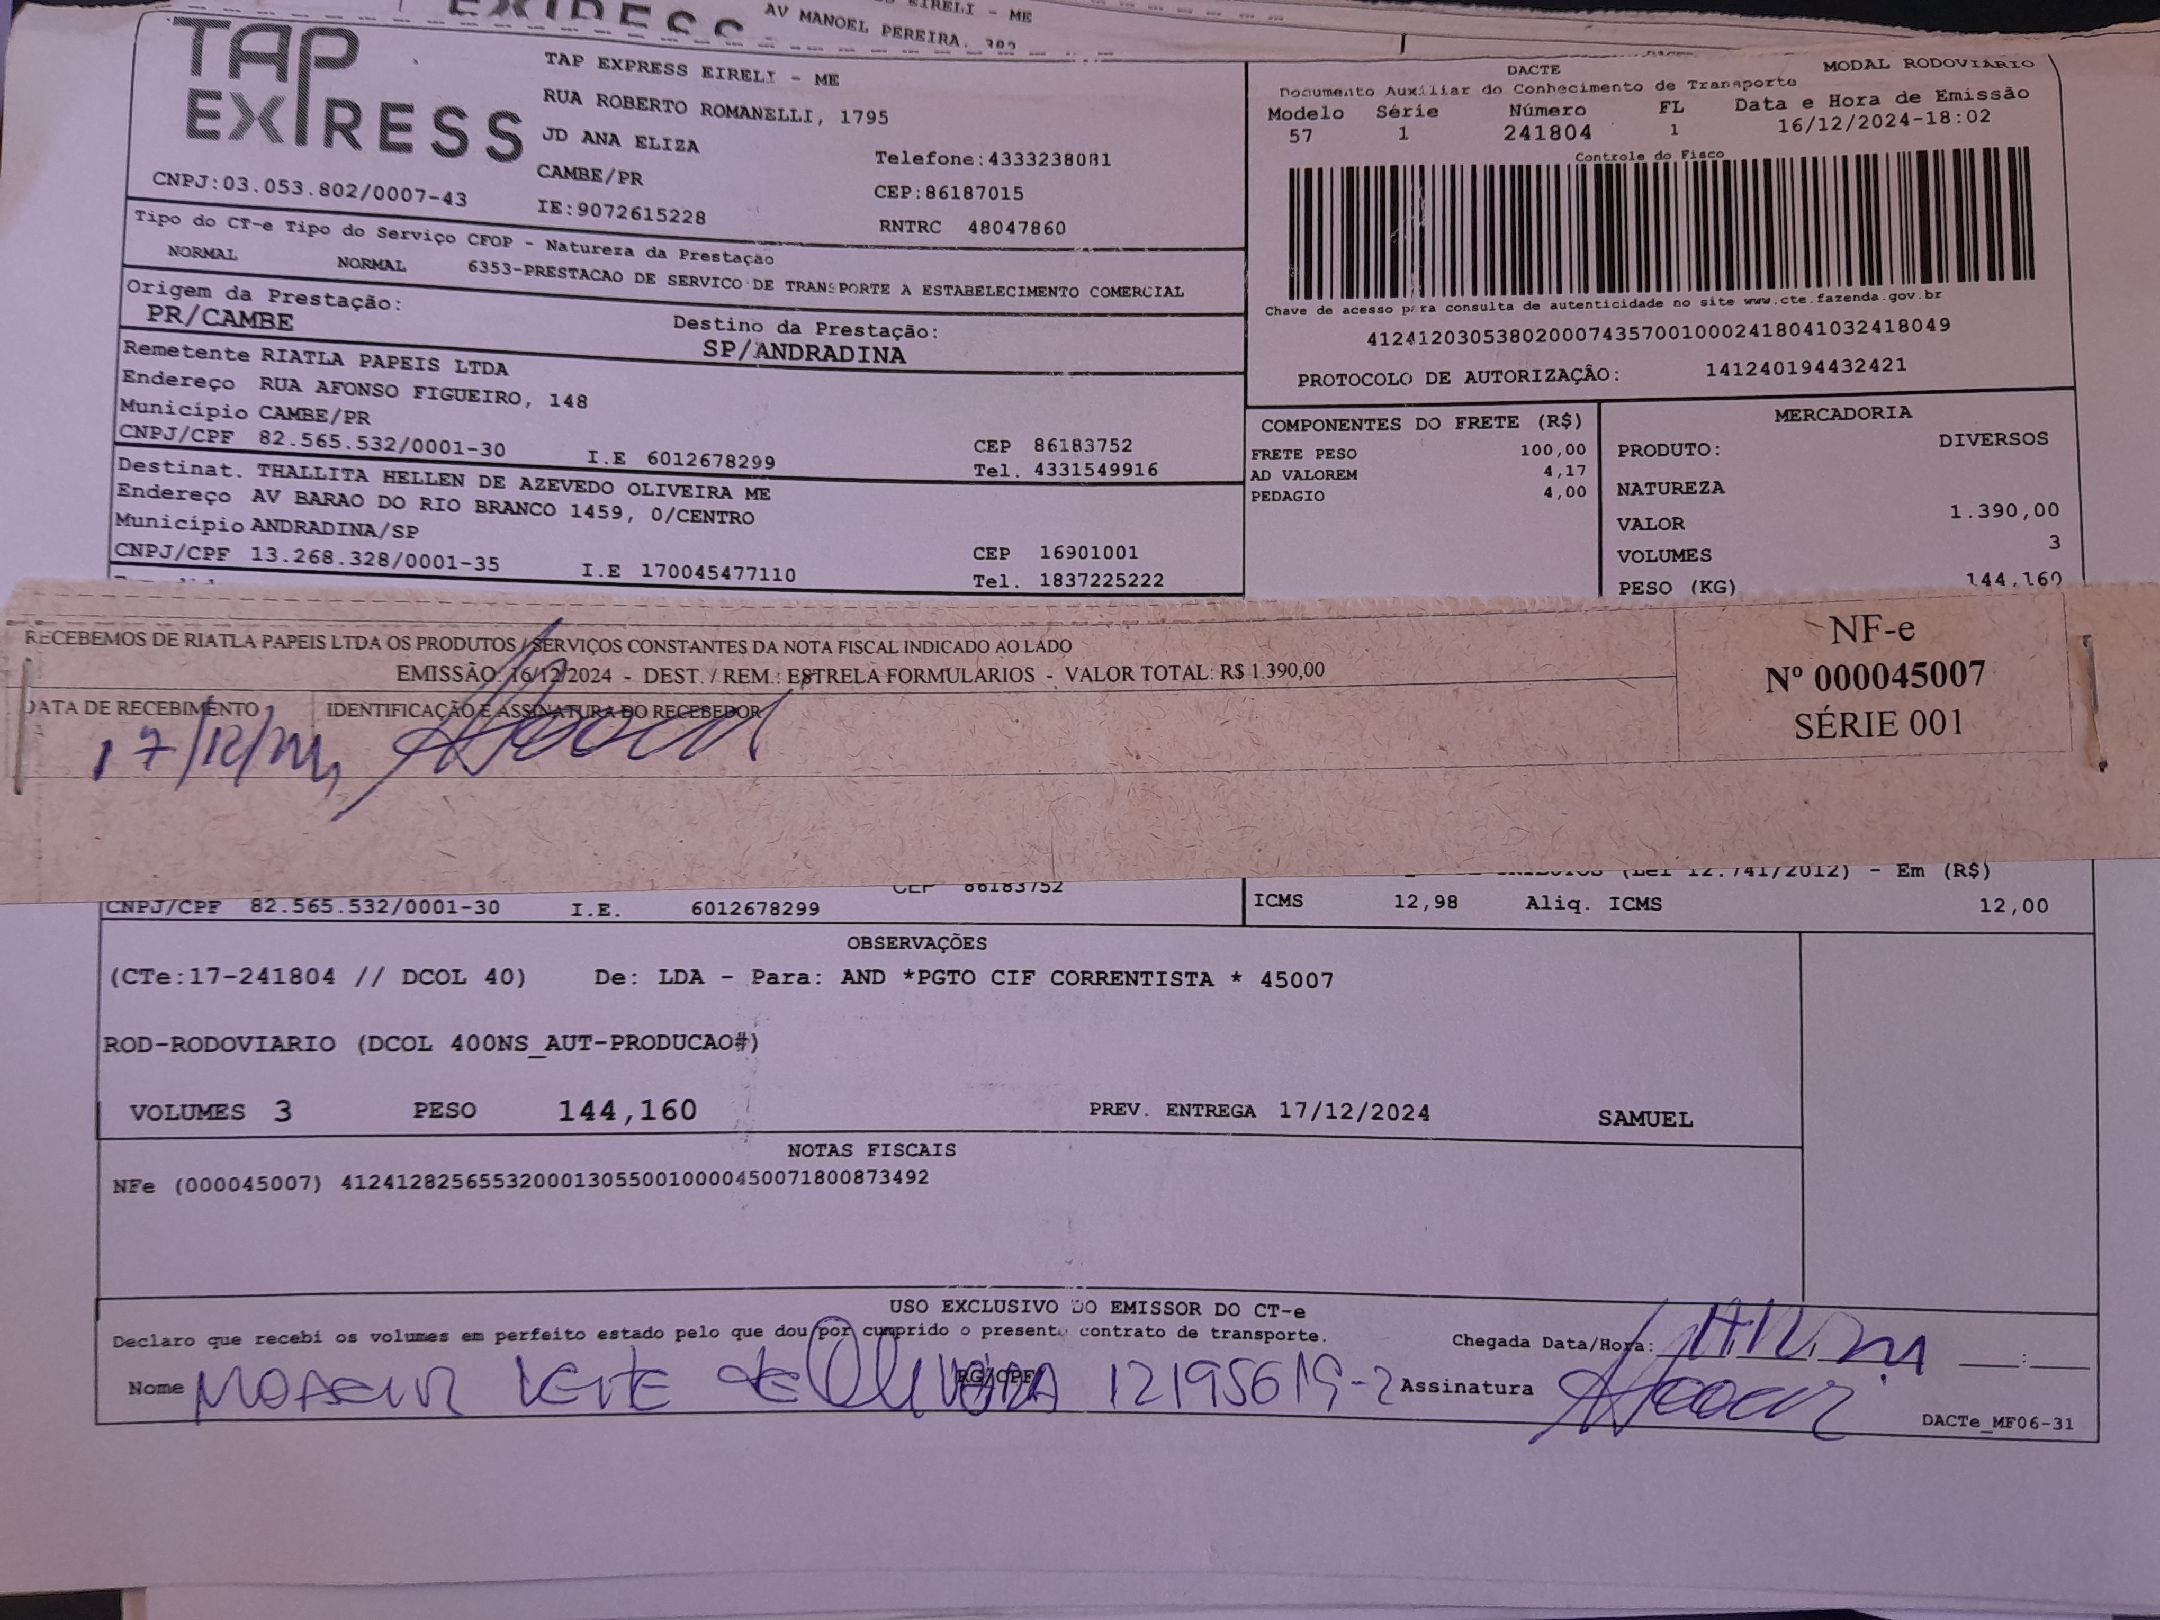 EXPRESS EIRELI - ME
AV MANOEL PEREIRA, 382
TAP EXPRESS
TAP EXPRESS EIRELI - ME
RUA ROBERTO ROMANELLI, 1795
JD ANA ELIZA
CAMBE/PR
Telefone:4333238081
CEP:86187015
CNPJ:03.053.802/0007-43
IE:9072615228
RNTRC 48047860
DACTE
MODAL RODOVIARIO
Documento Auxiliar do Conhecimento de Transporte
Modelo Série Número FL Data e Hora de Emissão
57 1 241804 1 16/12/2024-18:02
Controle do Fisco
Chave de acesso para consulta de autenticidade no site www.cte.fazenda.gov.br
41241203053802000743570010002418041032418049
PROTOCOLO DE AUTORIZAÇÃO: 141240194432421
Tipo do CT-e Tipo do Serviço CFOP - Natureza da Prestação
NORMAL NORMAL 6353-PRESTACAO DE SERVICO DE TRANSPORTE A ESTABELECIMENTO COMERCIAL
Origem da Prestação:
PR/CAMBE
Destino da Prestação:
SP/ANDRADINA
Remetente RIATLA PAPEIS LTDA
Endereço RUA AFONSO FIGUEIRO, 148
Município CAMBE/PR
CEP 86183752
CNPJ/CPF 82.565.532/0001-30 I.E 6012678299 Tel. 4331549916
Destinat. THALLITA HELLEN DE AZEVEDO OLIVEIRA ME
Endereço AV BARAO DO RIO BRANCO 1459, 0/CENTRO
Município ANDRADINA/SP
CEP 16901001
CNPJ/CPF 13.268.328/0001-35 I.E 170045477110 Tel. 1837225222
COMPONENTES DO FRETE (R$)
FRETE PESO 100,00
AD VALOREM 4,17
PEDAGIO 4,00
MERCADORIA
PRODUTO: DIVERSOS
NATUREZA
VALOR 1.390,00
VOLUMES 3
PESO (KG) 144,160
RECEBEMOS DE RIATLA PAPEIS LTDA OS PRODUTOS / SERVIÇOS CONSTANTES DA NOTA FISCAL INDICADO AO LADO
EMISSÃO: 16/12/2024 - DEST. / REM.: ESTRELA FORMULARIOS - VALOR TOTAL: R$ 1.390,00
DATA DE RECEBIMENTO
IDENTIFICAÇÃO E ASSINATURA DO RECEBEDOR
17/12/24
NF-e
Nº 000045007
SÉRIE 001
CEP 86183752
(Lei 12.741/2012) - Em (R$)
CNPJ/CPF 82.565.532/0001-30 I.E. 6012678299
ICMS 12,98 Aliq. ICMS 12,00
OBSERVAÇÕES
(CTe:17-241804 // DCOL 40) De: LDA - Para: AND *PGTO CIF CORRENTISTA * 45007
ROD-RODOVIARIO (DCOL 400NS_AUT-PRODUCAO#)
VOLUMES 3 PESO 144,160 PREV. ENTREGA 17/12/2024 SAMUEL
NOTAS FISCAIS
NFe (000045007) 41241282565532000130550010000450071800873492
USO EXCLUSIVO DO EMISSOR DO CT-e
Declaro que recebi os volumes em perfeito estado pelo que dou por cumprido o presente contrato de transporte.
Chegada Data/Hora:
Nome Moacir Leite de Oliveira RG/CPF 12195619-2 Assinatura
DACTe_MF06-31